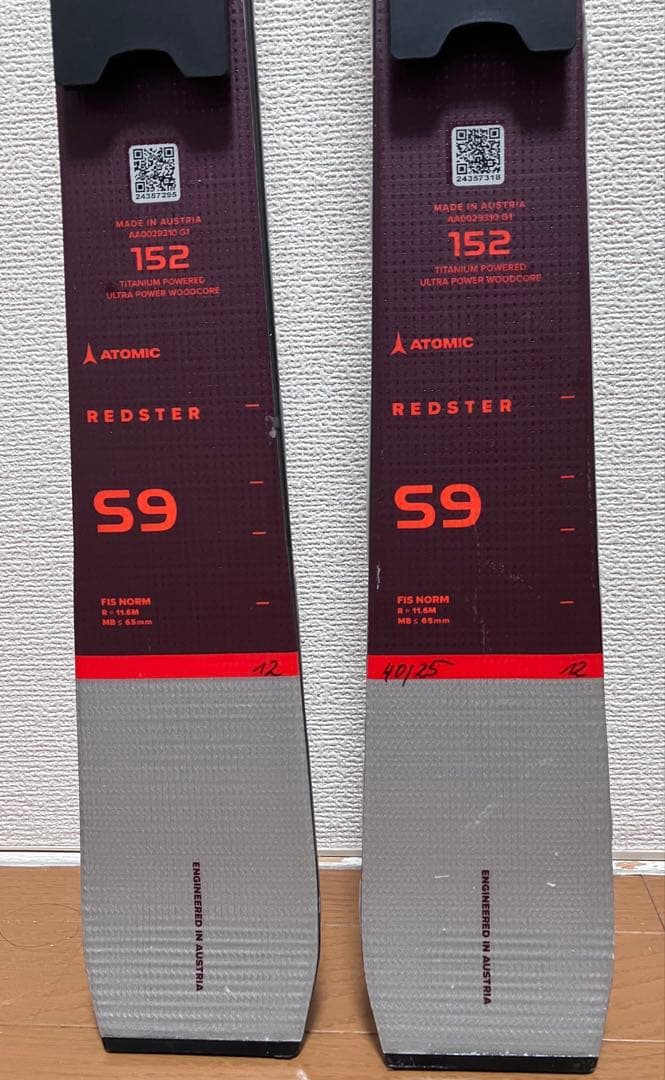 24357295
MADE IN AUSTRIA
AA0029310 G1
152
TITANIUM POWERED
ULTRA POWER WOODCORE
ATOMIC
REDSTER
S9
FIS NORM
R = 11.6M
MB ≤ 65mm
12
ENGINEERED IN AUSTRIA
24357318
MADE IN AUSTRIA
AA0029310 G1
152
TITANIUM POWERED
ULTRA POWER WOODCORE
ATOMIC
REDSTER
S9
FIS NORM
R = 11.6M
MB ≤ 65mm
40/25 12
ENGINEERED IN AUSTRIA